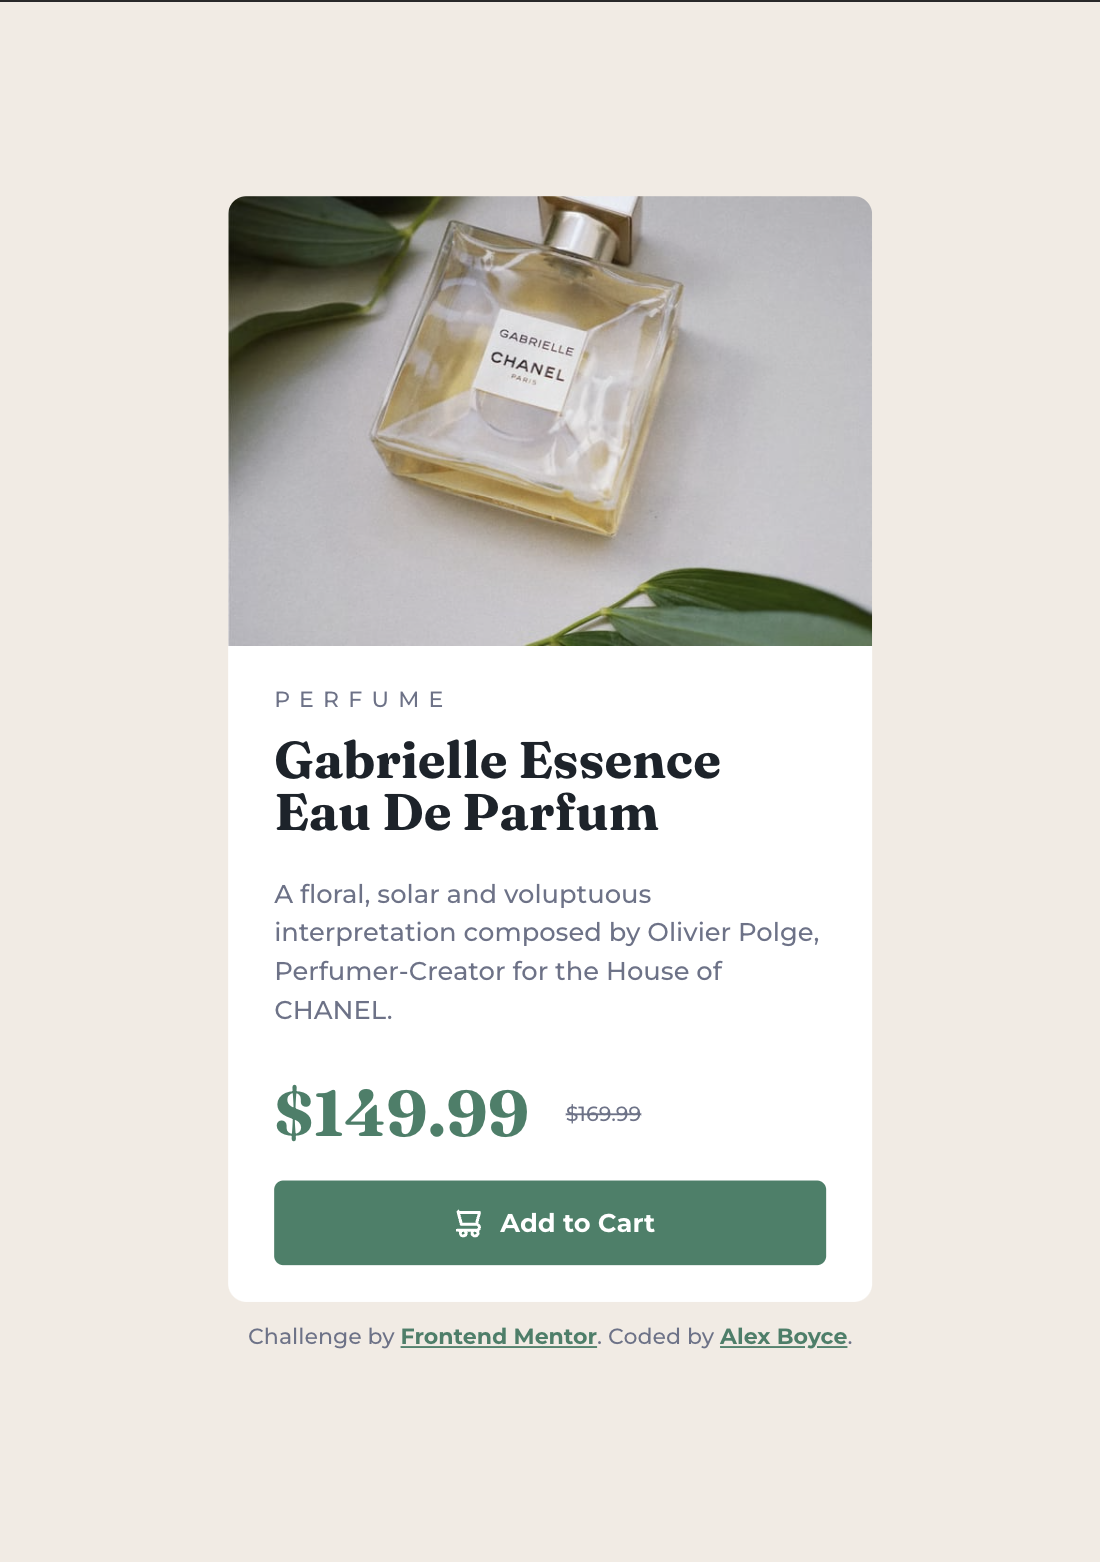 GABRIELLE
CHANEL
PARIS
PERFUME
Gabrielle Essence
Eau De Parfum
A floral, solar and voluptuous
interpretation composed by Olivier Polge,
Perfumer-Creator for the House of
CHANEL.
$149.99 $169.99
Add to Cart
Challenge by Frontend Mentor. Coded by Alex Boyce.